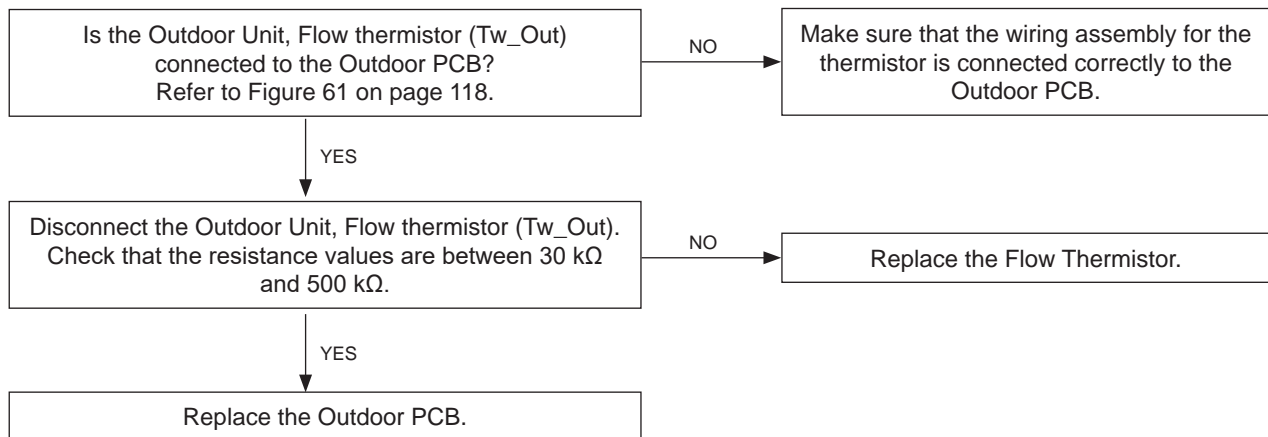 Is the Outdoor Unit, Flow thermistor (Tw_Out)
connected to the Outdoor PCB?
Refer to Figure 61 on page 118.
NO
Make sure that the wiring assembly for the
thermistor is connected correctly to the
Outdoor PCB.
YES
Disconnect the Outdoor Unit, Flow thermistor (Tw_Out).
Check that the resistance values are between 30 kΩ
and 500 kΩ.
NO
Replace the Flow Thermistor.
YES
Replace the Outdoor PCB.